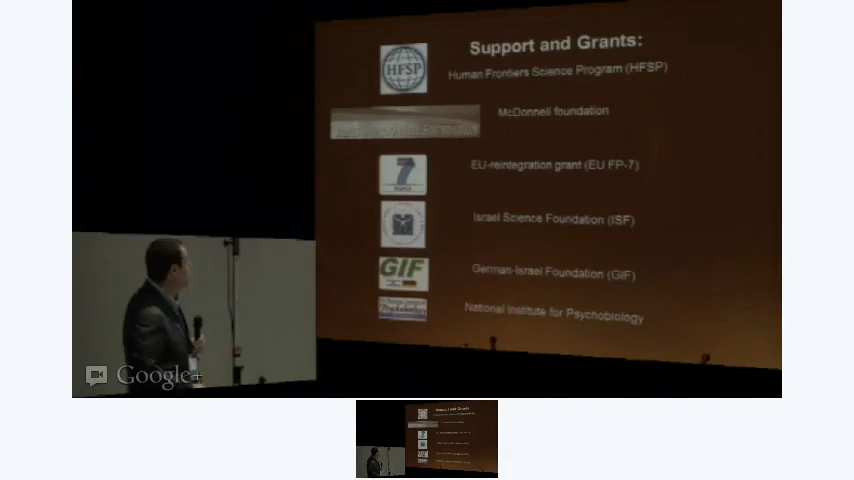 Support and Grants:
HFSP
Human Frontiers Science Program (HFSP)
McDonnell foundation
7
EU-reintegration grant (EU FP-7)
Israel Science Foundation (ISF)
GIF
German-Israel Foundation (GIF)
National Institute for Psychobiology
Google+